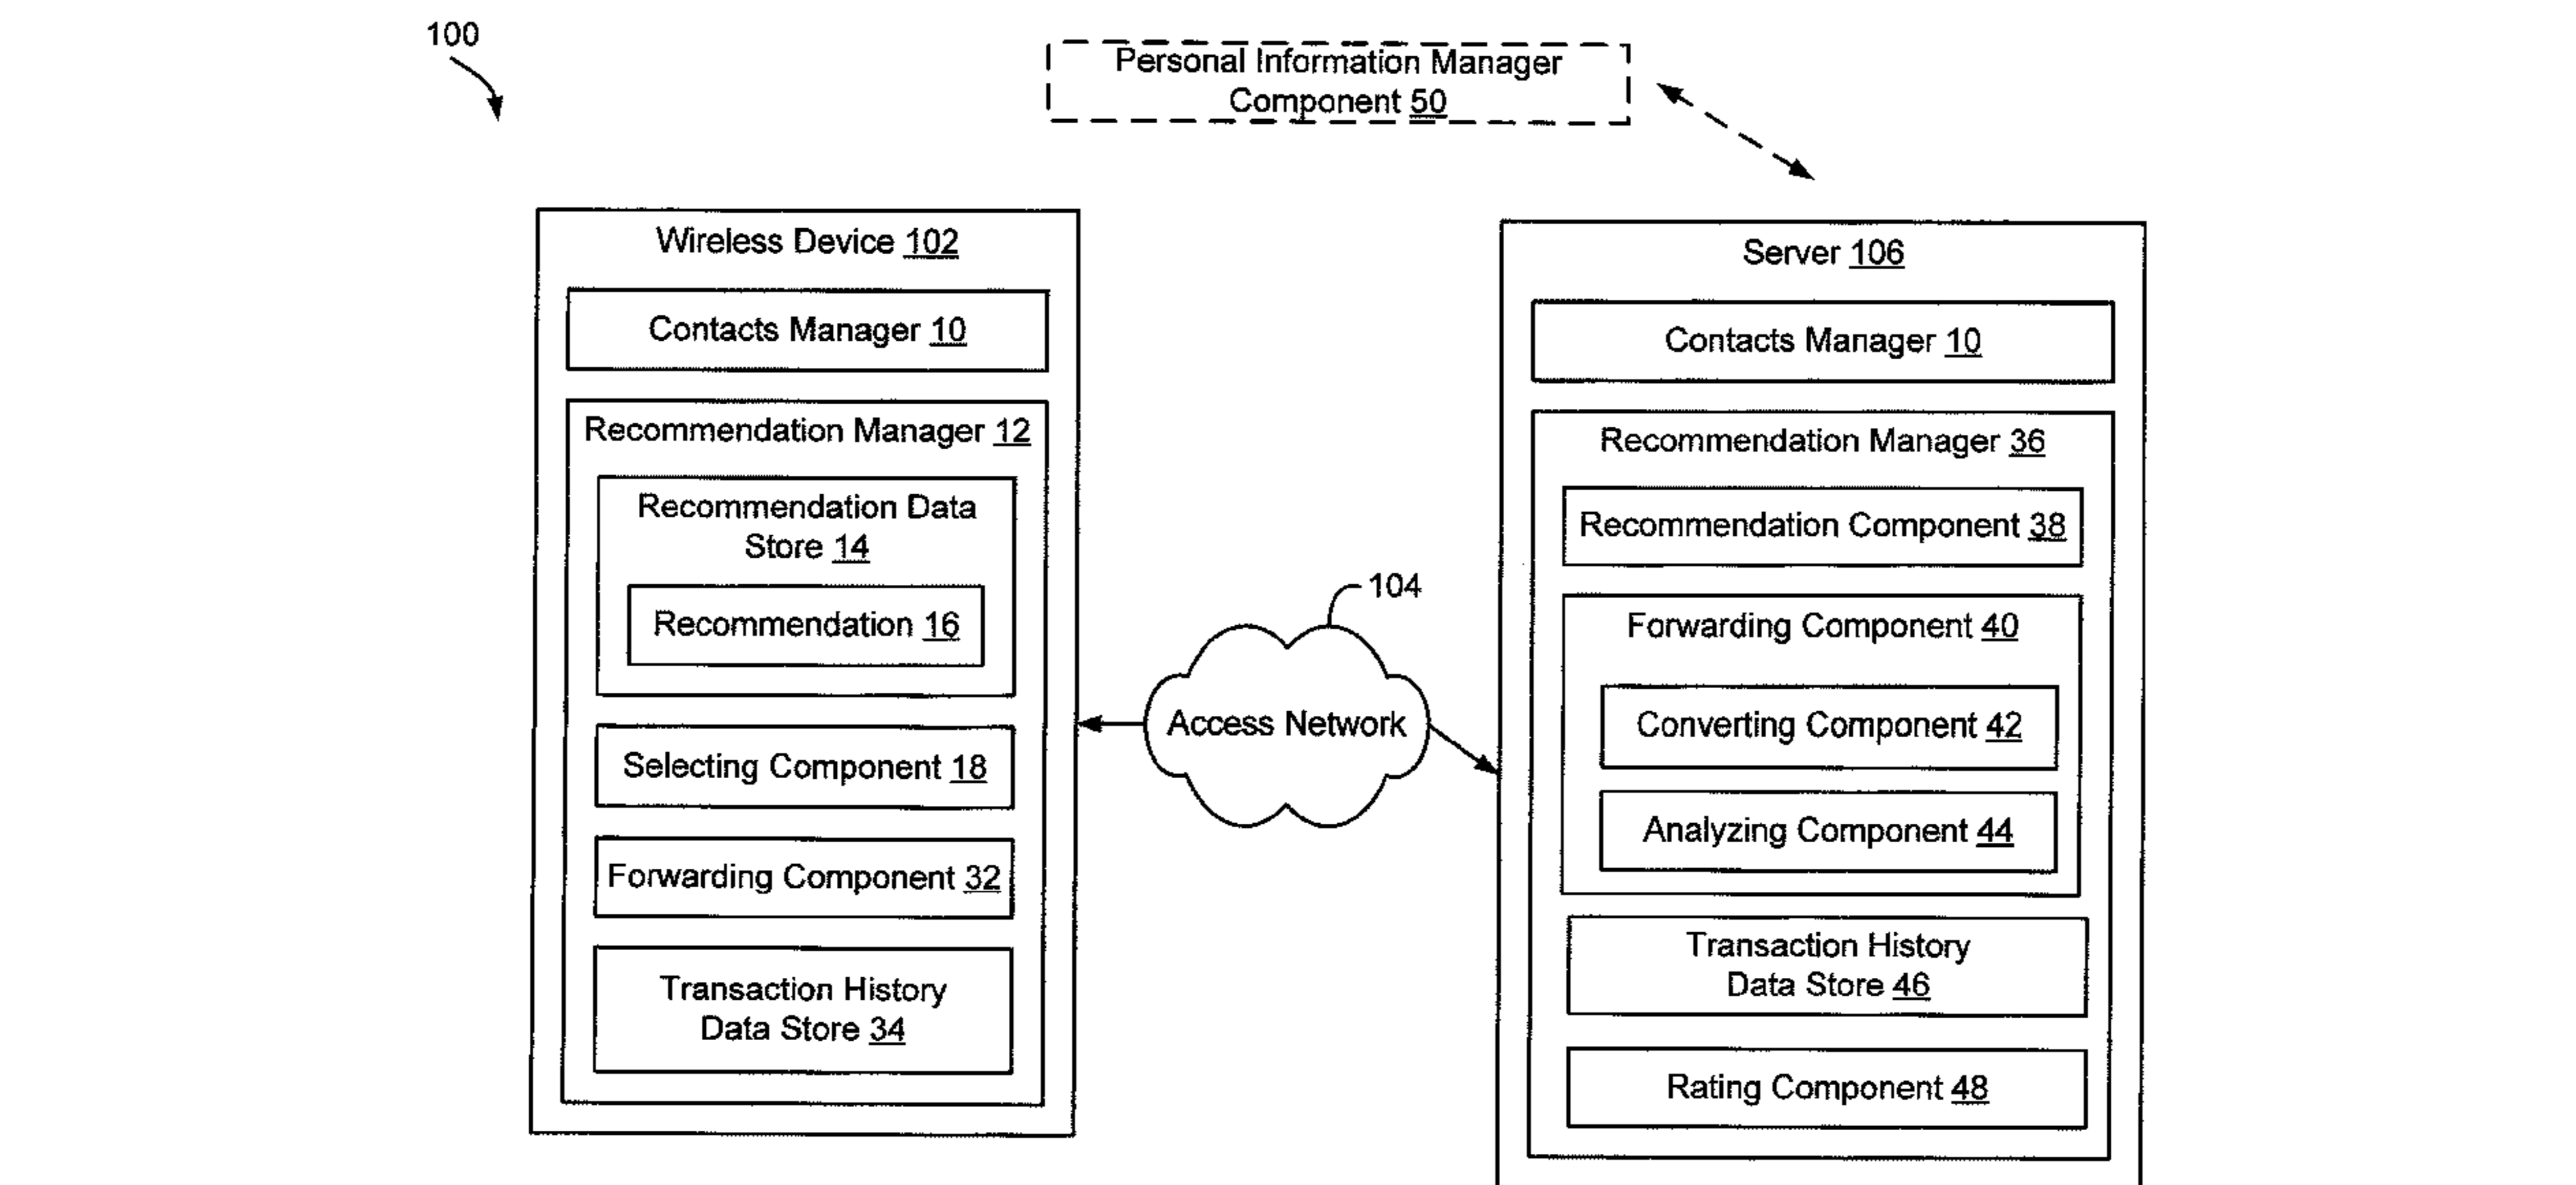 100
Personal Information Manager
Component 50
Wireless Device 102
Contacts Manager 10
Recommendation Manager 12
Recommendation Data
Store 14
Recommendation 16
Selecting Component 18
Forwarding Component 32
Transaction History
Data Store 34
104
Access Network
Server 106
Contacts Manager 10
Recommendation Manager 36
Recommendation Component 38
Forwarding Component 40
Converting Component 42
Analyzing Component 44
Transaction History
Data Store 46
Rating Component 48